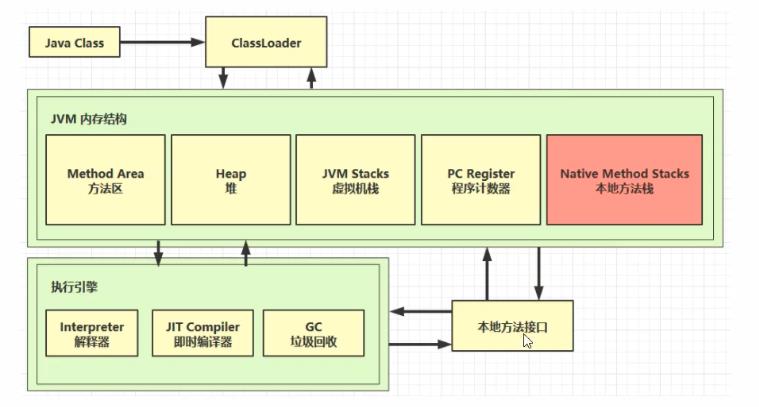 Java Class
ClassLoader
JVM 内存结构
Method Area
方法区
Heap
堆
JVM Stacks
虚拟机栈
PC Register
程序计数器
Native Method Stacks
本地方法栈
执行引擎
Interpreter
解释器
JIT Compiler
即时编译器
GC
垃圾回收
本地方法接口